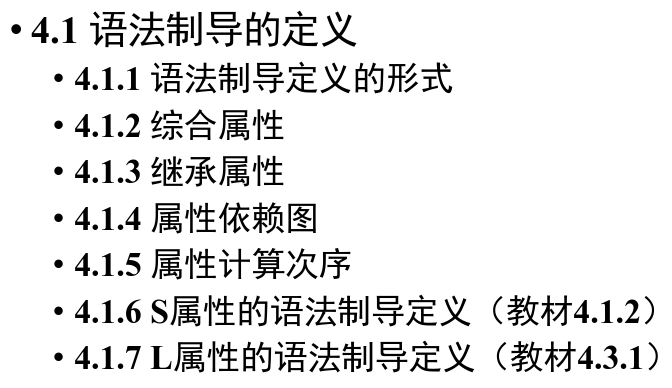 • 4.1 语法制导的定义
• 4.1.1 语法制导定义的形式
• 4.1.2 综合属性
• 4.1.3 继承属性
• 4.1.4 属性依赖图
• 4.1.5 属性计算次序
• 4.1.6 S属性的语法制导定义（教材4.1.2）
• 4.1.7 L属性的语法制导定义（教材4.3.1）